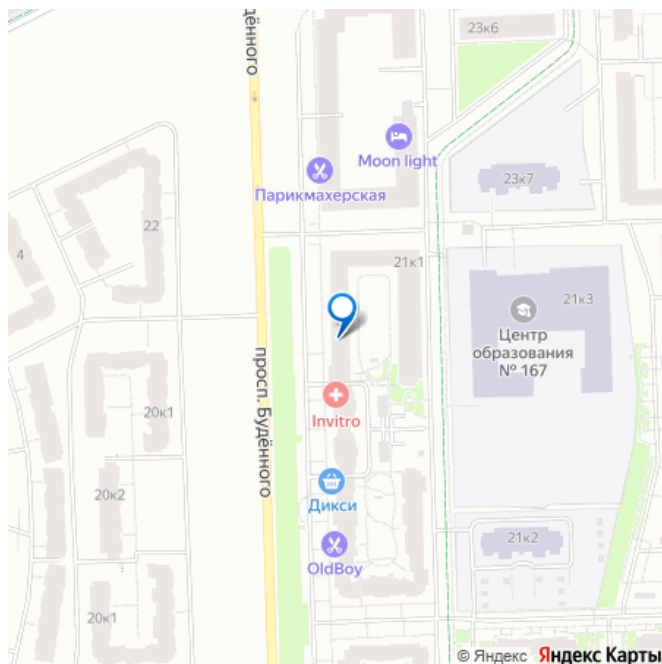 дённого
23к6
Moon light
Парикмахерская
23к7
22
4
21к1
21к3
Центр
образования
№ 167
просп. Будённого
Invitro
20к1
20к2
Дикси
21к2
OldBoy
20к1
© Яндекс Яндекс Карты